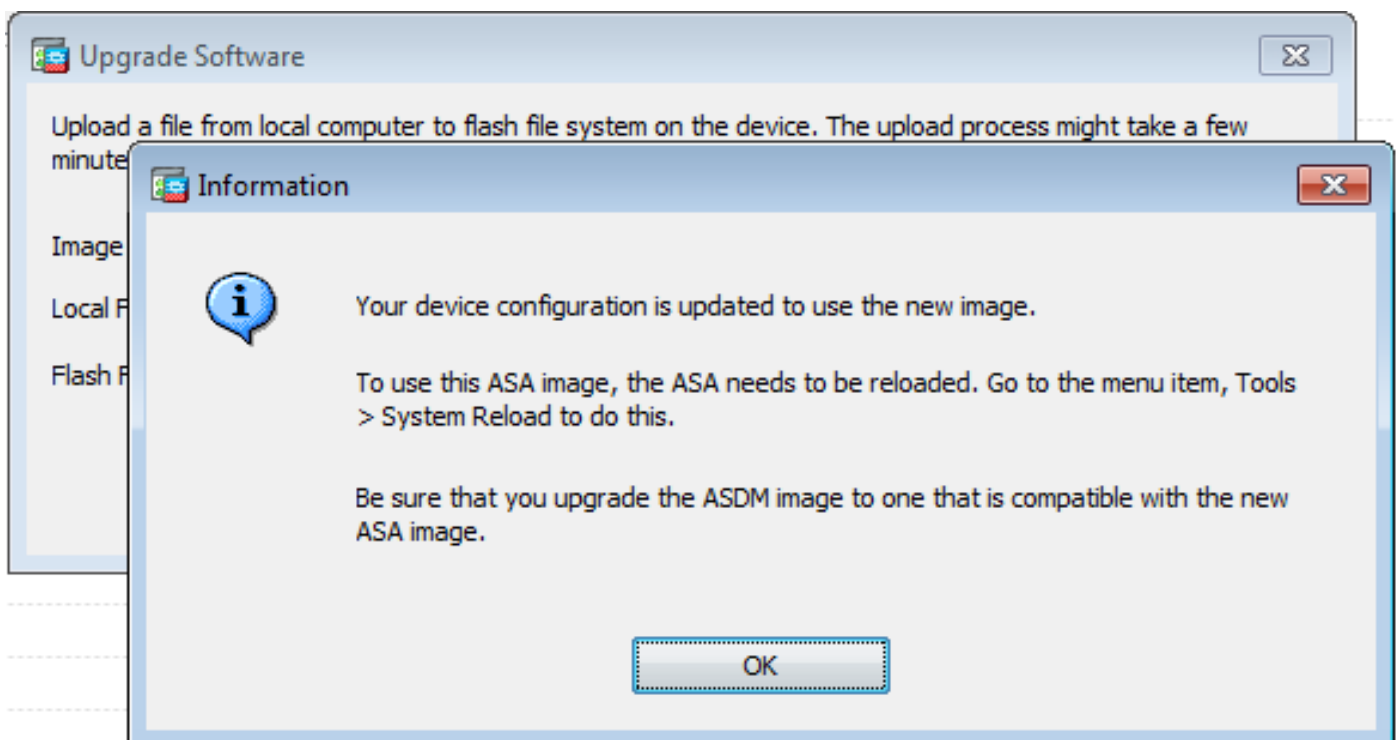 Upgrade Software
Upload a file from local computer to flash file system on the device. The upload process might take a few
minute
Information
Image
Local F
Flash F
Your device configuration is updated to use the new image.
To use this ASA image, the ASA needs to be reloaded. Go to the menu item, Tools
> System Reload to do this.
Be sure that you upgrade the ASDM image to one that is compatible with the new
ASA image.
OK